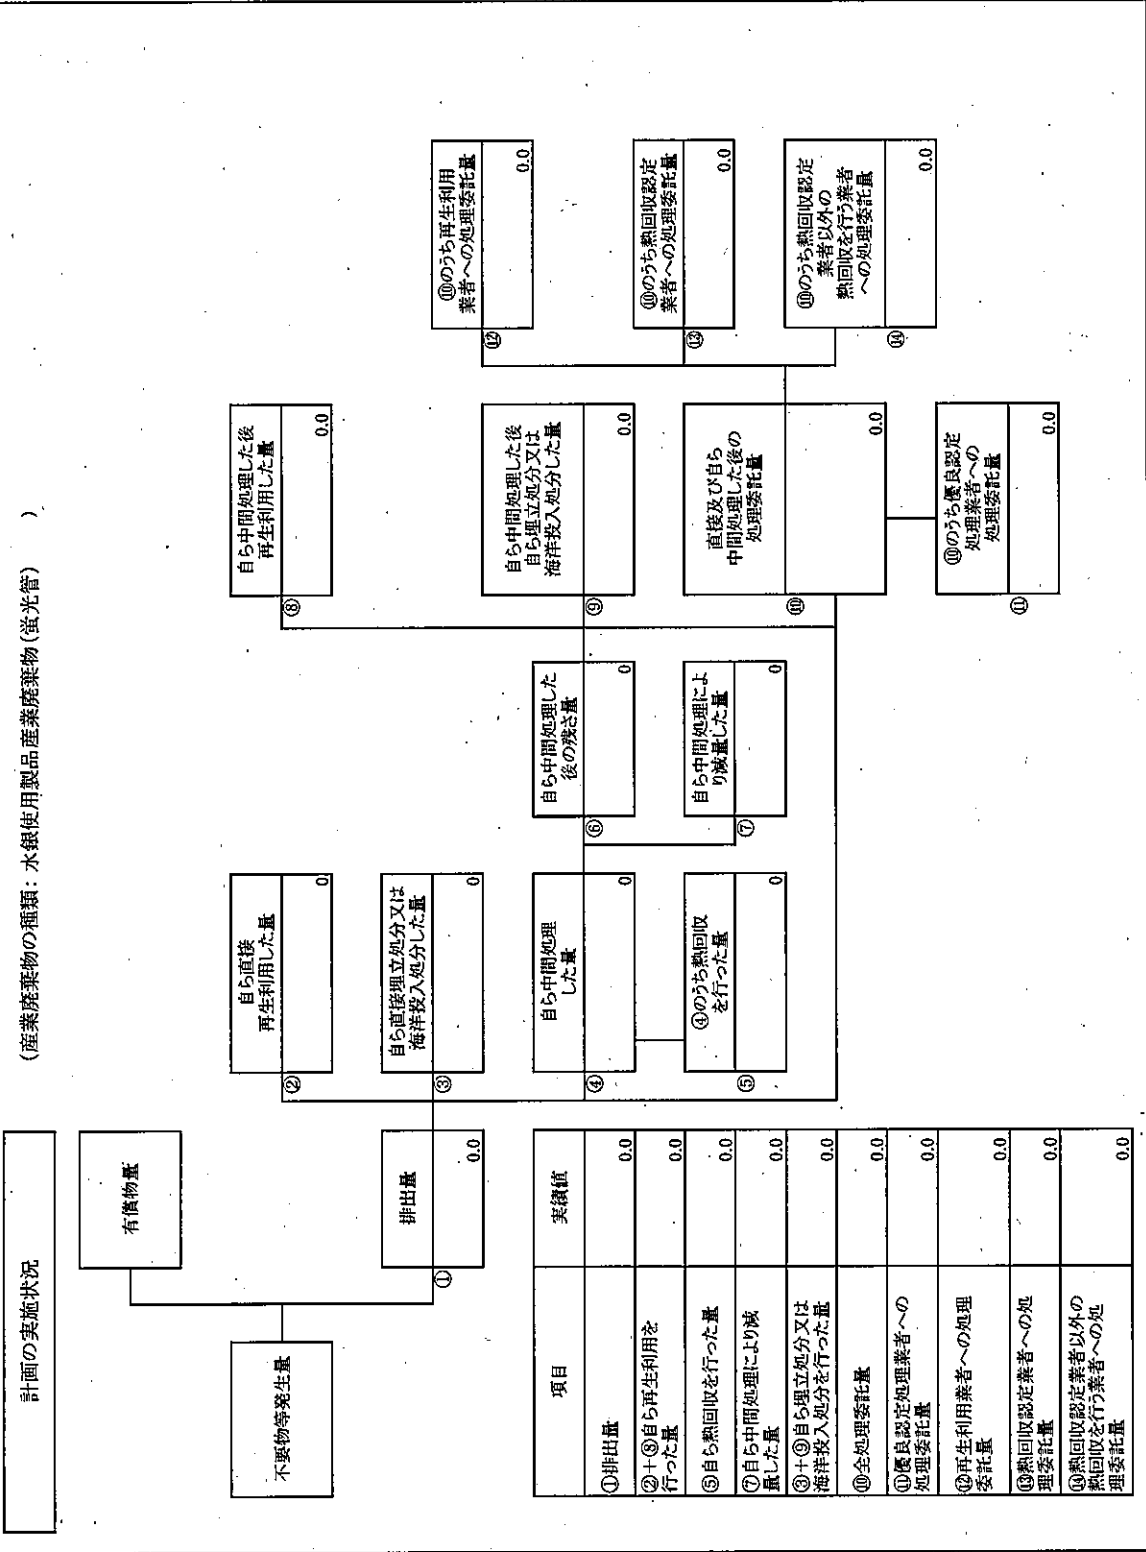 計画の実施状況
(産業廃棄物の種類：水銀使用製品産業廃棄物(蛍光管)　　　)
有償物量
不要物等発生量
排出量
①
0.0
自ら直接
再生利用した量
②
0
自ら直接埋立処分又は
海洋投入処分した量
③
0
自ら中間処理
した量
④
0
④のうち熱回収
を行った量
⑤
0
自ら中間処理した
後の残さ量
⑥
0
自ら中間処理によ
り減量した量
⑦
0
自ら中間処理した後
再生利用した量
⑧
0.0
自ら中間処理した後
自ら埋立処分又は
海洋投入処分した量
⑨
0.0
直接及び自ら
中間処理した後の
処理委託量
⑩
0.0
⑩のうち優良認定
処理業者への
処理委託量
⑪
0.0
⑩のうち再生利用
業者への処理委託量
⑫
0.0
⑩のうち熱回収認定
業者への処理委託量
⑬
0.0
⑩のうち熱回収認定
業者以外の
熱回収を行う業者
への処理委託量
⑭
0.0
項目 実績値
①排出量 0.0
②+⑧自ら再生利用を
行った量 0.0
⑤自ら熱回収を行った量 0.0
⑦自ら中間処理により減
量した量 0.0
③+⑨自ら埋立処分又は
海洋投入処分を行った量 0.0
⑩全処理委託量 0.0
⑪優良認定処理業者への
処理委託量 0.0
⑫再生利用業者への処理
委託量 0.0
⑬熱回収認定業者への処
理委託量 0.0
⑭熱回収認定業者以外の
熱回収を行う業者への処
理委託量 0.0